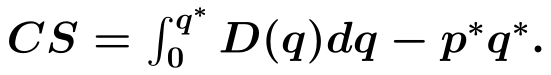 CS = ∫₀^{q*} D(q)dq − p*q*.